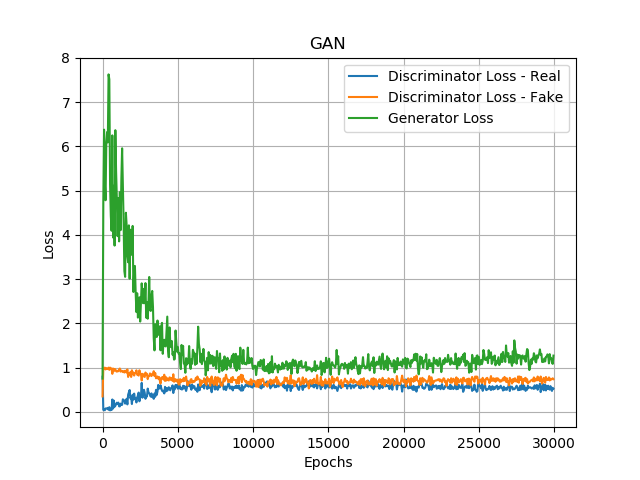 GAN
Discriminator Loss - Real
Discriminator Loss - Fake
Generator Loss
8
7
6
5
4
3
2
1
0
Loss
0 5000 10000 15000 20000 25000 30000
Epochs